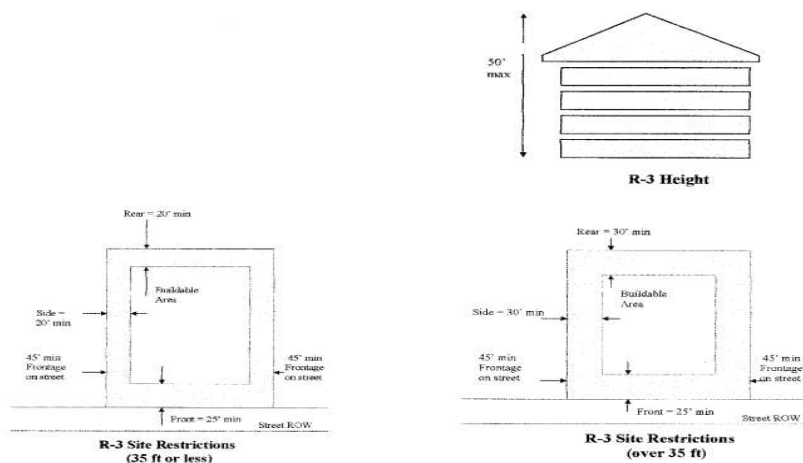 50' max
R-3 Height
Rear = 20' min
Buildable
Area
Side =
20' min
45' min
Frontage
on street
45' min
Frontage
on street
Front = 25' min
Street ROW
R-3 Site Restrictions
(35 ft or less)
Rear = 30' min
Buildable
Area
Side = 30' min
45' min
Frontage
on street
45' min
Frontage
on street
Front = 25' min
Street ROW
R-3 Site Restrictions
(over 35 ft)